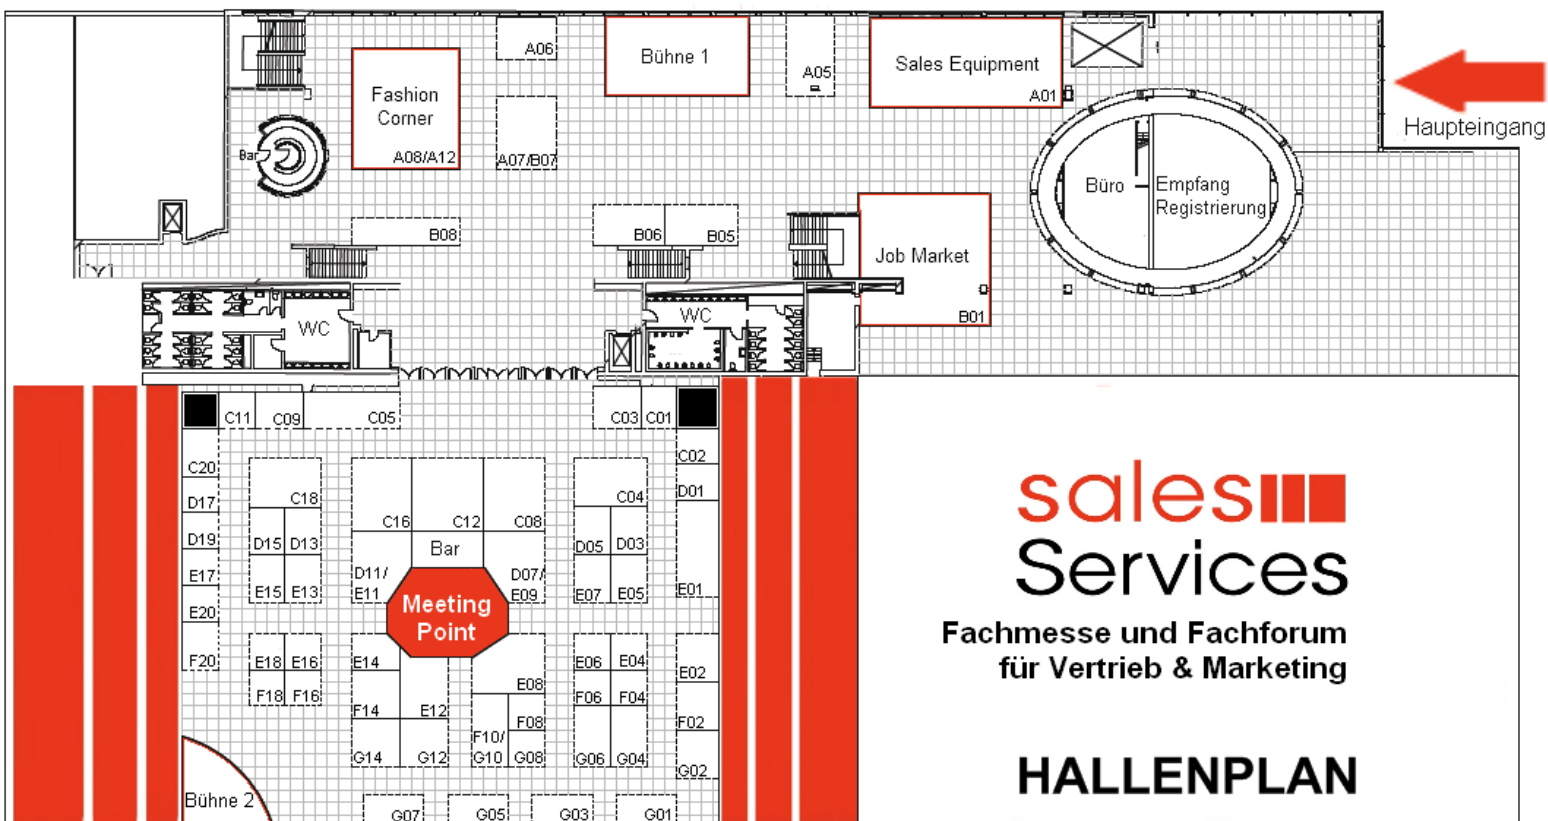 A06
Bühne 1
A05
Sales Equipment
A01
Haupteingang
Fashion
Corner
A08/A12
A07/B07
Bar
Büro
Empfang
Registrierung
B08
B06
B05
Job Market
B01
WC
WC
C11
C09
C05
C03
C01
C20
D17
D19
E17
E20
F20
C18
D15
D13
E15
E13
E18
E16
F18
F16
C16
C12
C08
Bar
D11/
E11
D07/
E09
Meeting
Point
E14
F14
E12
G14
G12
E08
F10/
G10
F08
G08
C04
D05
D03
E07
E05
E06
E04
F06
F04
G06
G04
C02
D01
E01
E02
F02
G02
Bühne 2
G07
G05
G03
G01
sales
Services
Fachmesse und Fachforum
für Vertrieb & Marketing
HALLENPLAN